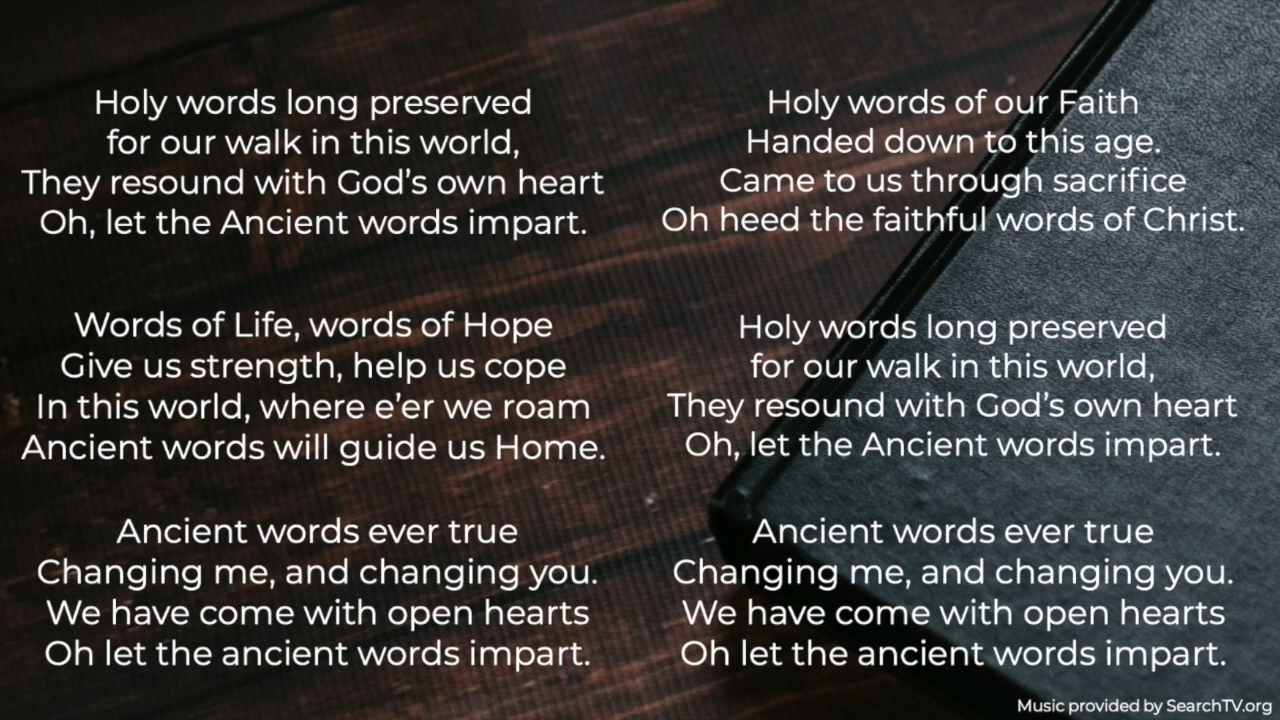 Holy words long preserved
for our walk in this world,
They resound with God's own heart
Oh, let the Ancient words impart.
Words of Life, words of Hope
Give us strength, help us cope
In this world, where e'er we roam
Ancient words will guide us Home.
Ancient words ever true
Changing me, and changing you.
We have come with open hearts
Oh let the ancient words impart.
Holy words of our Faith
Handed down to this age.
Came to us through sacrifice
Oh heed the faithful words of Christ.
Holy words long preserved
for our walk in this world,
They resound with God's own heart
Oh, let the Ancient words impart.
Ancient words ever true
Changing me, and changing you.
We have come with open hearts
Oh let the ancient words impart.
Music provided by SearchTV.org